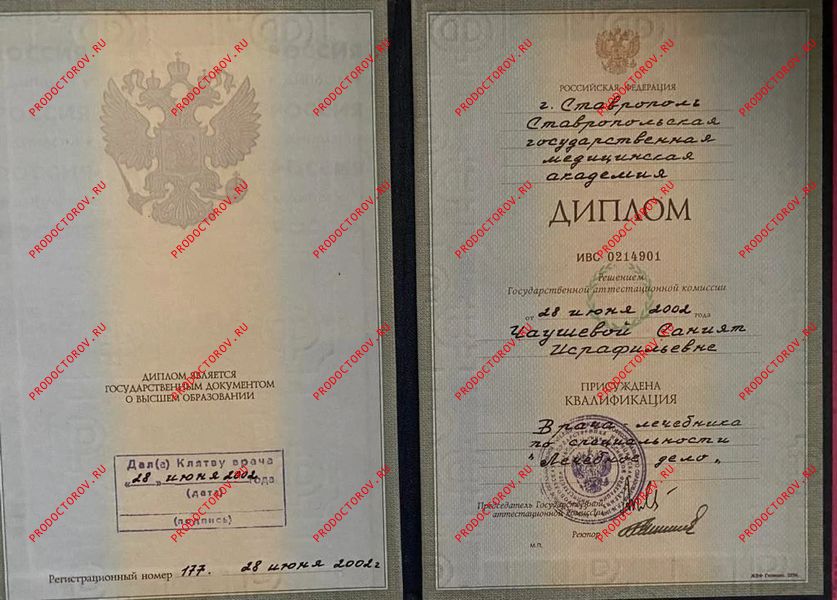 ДИПЛОМ ЯВЛЯЕТСЯ
ГОСУДАРСТВЕННЫМ ДОКУМЕНТОМ
О ВЫСШЕМ ОБРАЗОВАНИИ
Дал(а) Клятву врача
"28" июня 2002 года
(дата)
(подпись)
Регистрационный номер 177. 28 июня 2002 г
РОССИЙСКАЯ ФЕДЕРАЦИЯ
г. Ставрополь
Ставропольская
государственная
медицинская
академия
ДИПЛОМ
ИВС 0214901
Решением
Государственной аттестационной комиссии
от 28 июня 2002 года
Чаушевой Саният
Исрафильевне
ПРИСУЖДЕНА
КВАЛИФИКАЦИЯ
Врача - лечебника
по специальности
"Лечебное дело"
Председатель Государственной
аттестационной комиссии
Ректор
М.П.
PRODOCTOROV.RU